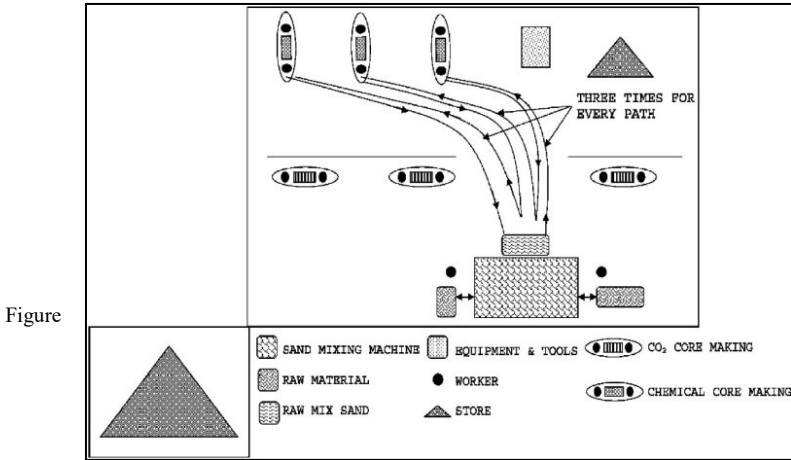 THREE TIMES FOR
EVERY PATH
Figure
SAND MIXING MACHINE
EQUIPMENT & TOOLS
CO₂ CORE MAKING
RAW MATERIAL
WORKER
CHEMICAL CORE MAKING
RAW MIX SAND
STORE